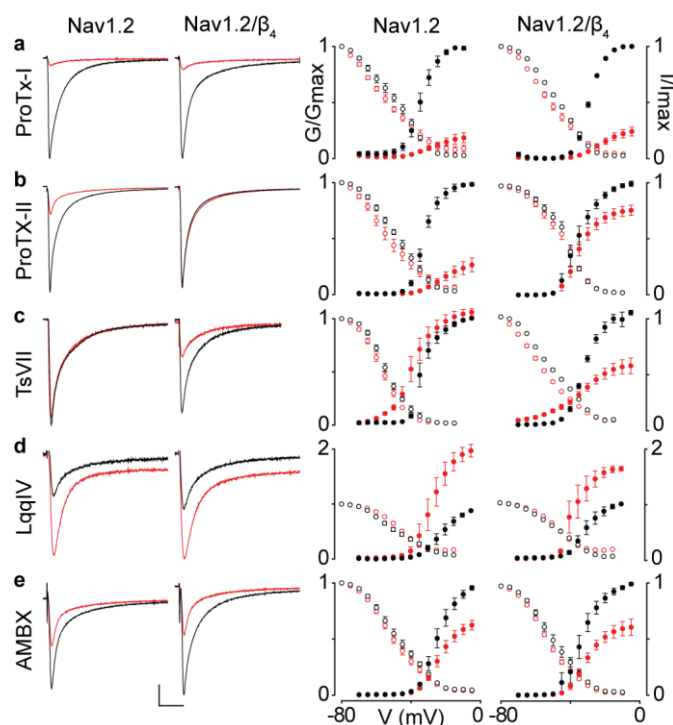 Nav1.2
Nav1.2/β4
Nav1.2
Nav1.2/β4
a
ProTx-I
1
G/Gmax
0
1
I/Imax
0
b
ProTX-II
1
0
1
0
c
TsVII
1
0
1
0
d
LqqIV
2
0
2
0
e
AMBX
1
0
1
0
-80
V (mV)
0
-80
0